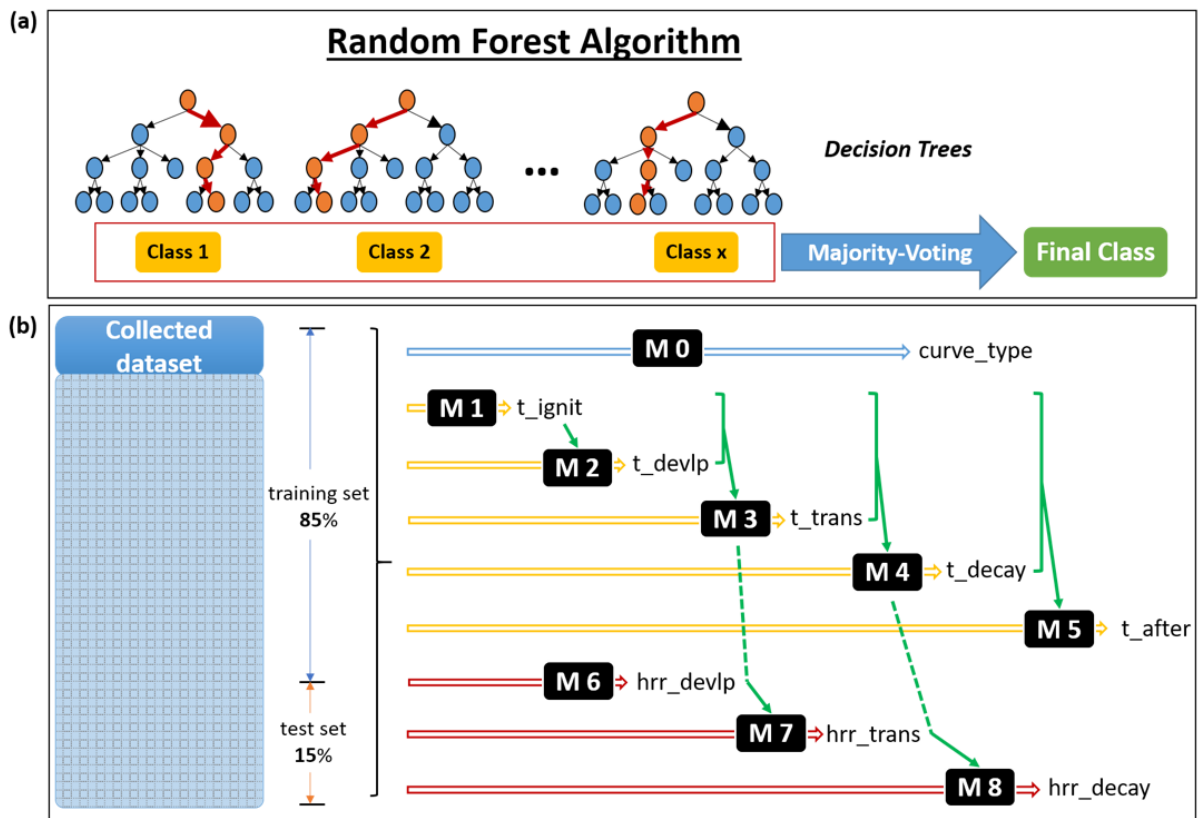 (a)
Random Forest Algorithm
Decision Trees
...
Class 1
Class 2
Class x
Majority-Voting
Final Class
(b)
Collected
dataset
training set
85%
test set
15%
M 0
curve_type
M 1
t_ignit
M 2
t_devlp
M 3
t_trans
M 4
t_decay
M 5
t_after
M 6
hrr_devlp
M 7
hrr_trans
M 8
hrr_decay